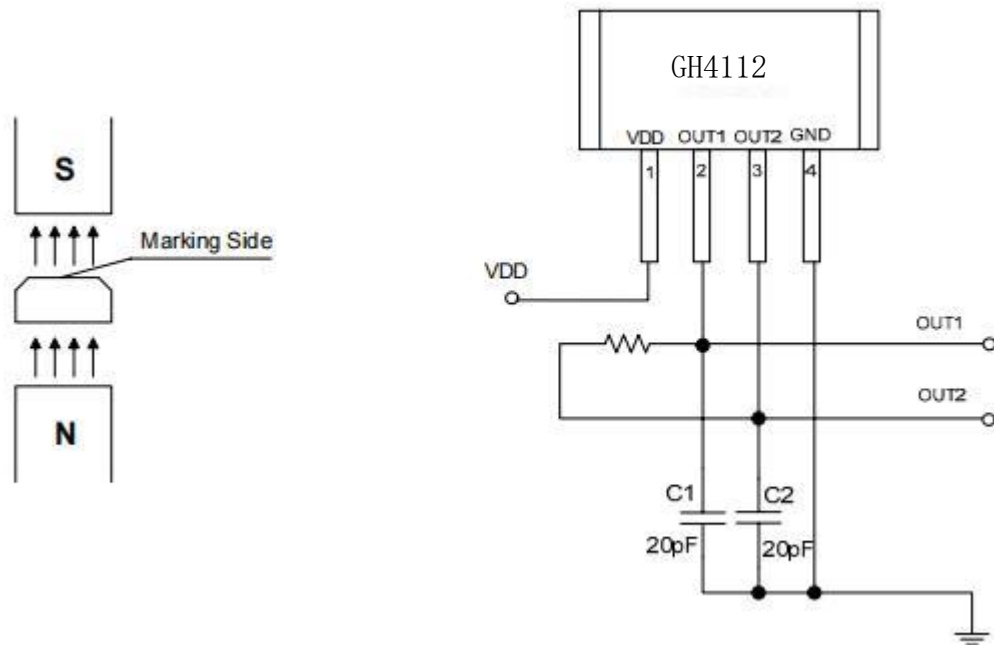 S
Marking Side
N
GH4112
VDD OUT1 OUT2 GND
1 2 3 4
VDD
OUT1
OUT2
C1 C2
20pF 20pF